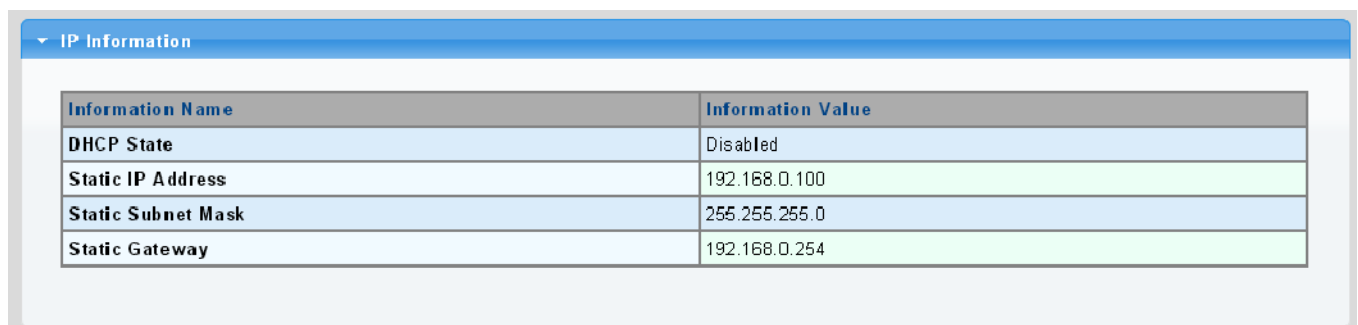 IP Information
Information Name Information Value
DHCP State Disabled
Static IP Address 192.168.0.100
Static Subnet Mask 255.255.255.0
Static Gateway 192.168.0.254